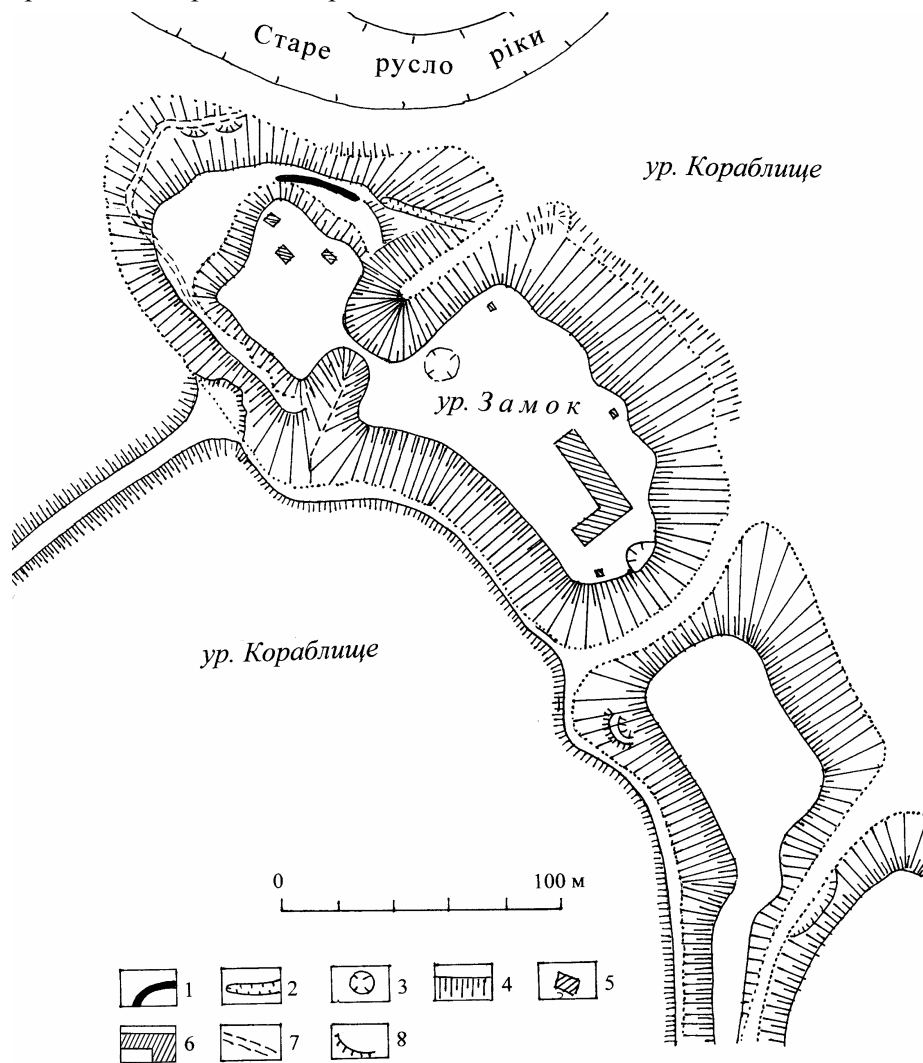 Старе русло ріки
ур. Кораблище
ур. Замок
ур. Кораблище
0 100 м
1 2 3 4 5
6 7 8